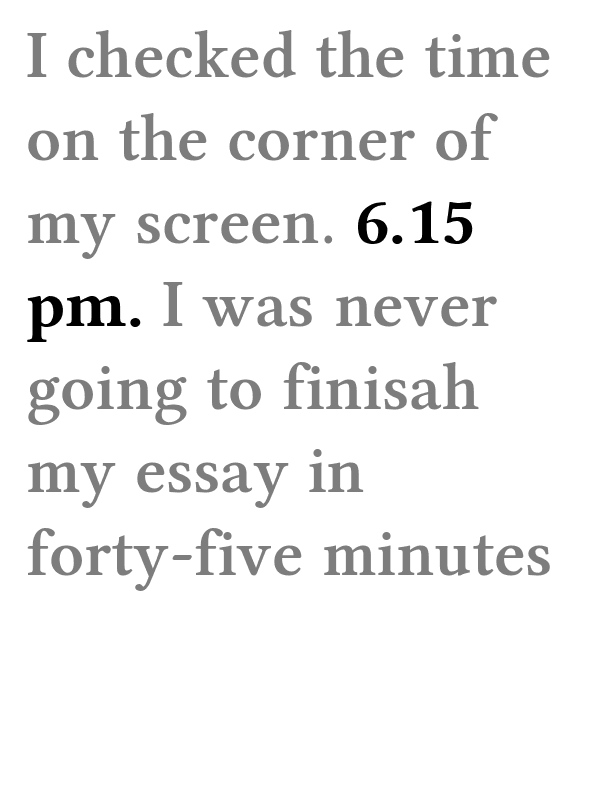 I checked the time
on the corner of
my screen. 6.15
pm. I was never
going to finisah
my essay in
forty-five minutes